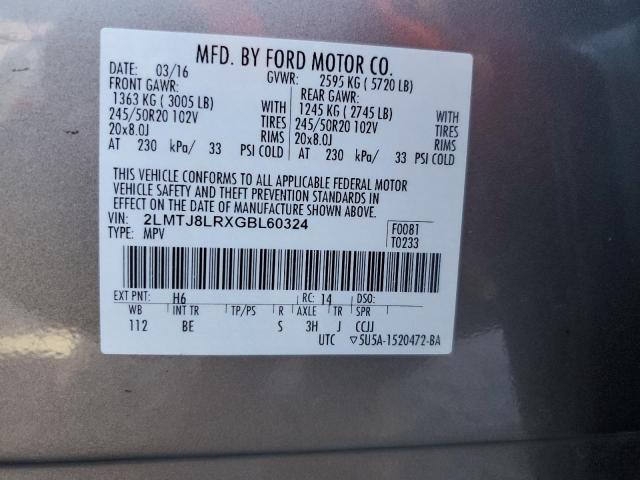 MFD. BY FORD MOTOR CO.
DATE: 03/16 GVWR: 2595 KG ( 5720 LB)
FRONT GAWR: REAR GAWR:
1363 KG ( 3005 LB) WITH 1245 KG ( 2745 LB) WITH
245/50R20 102V TIRES 245/50R20 102V TIRES
20x8.0J RIMS 20x8.0J RIMS
AT 230 kPa/ 33 PSI COLD AT 230 kPa/ 33 PSI COLD
THIS VEHICLE CONFORMS TO ALL APPLICABLE FEDERAL MOTOR
VEHICLE SAFETY AND THEFT PREVENTION STANDARDS IN
EFFECT ON THE DATE OF MANUFACTURE SHOWN ABOVE.
VIN: 2LMTJ8LRXGBL60324 F0081
TYPE: MPV T0233
EXT PNT: H6 RC: 14 DSO:
WB INT TR TP/PS R AXLE TR SPR
112 BE S 3H J CCJJ
UTC ▽5U5A-1520472-BA